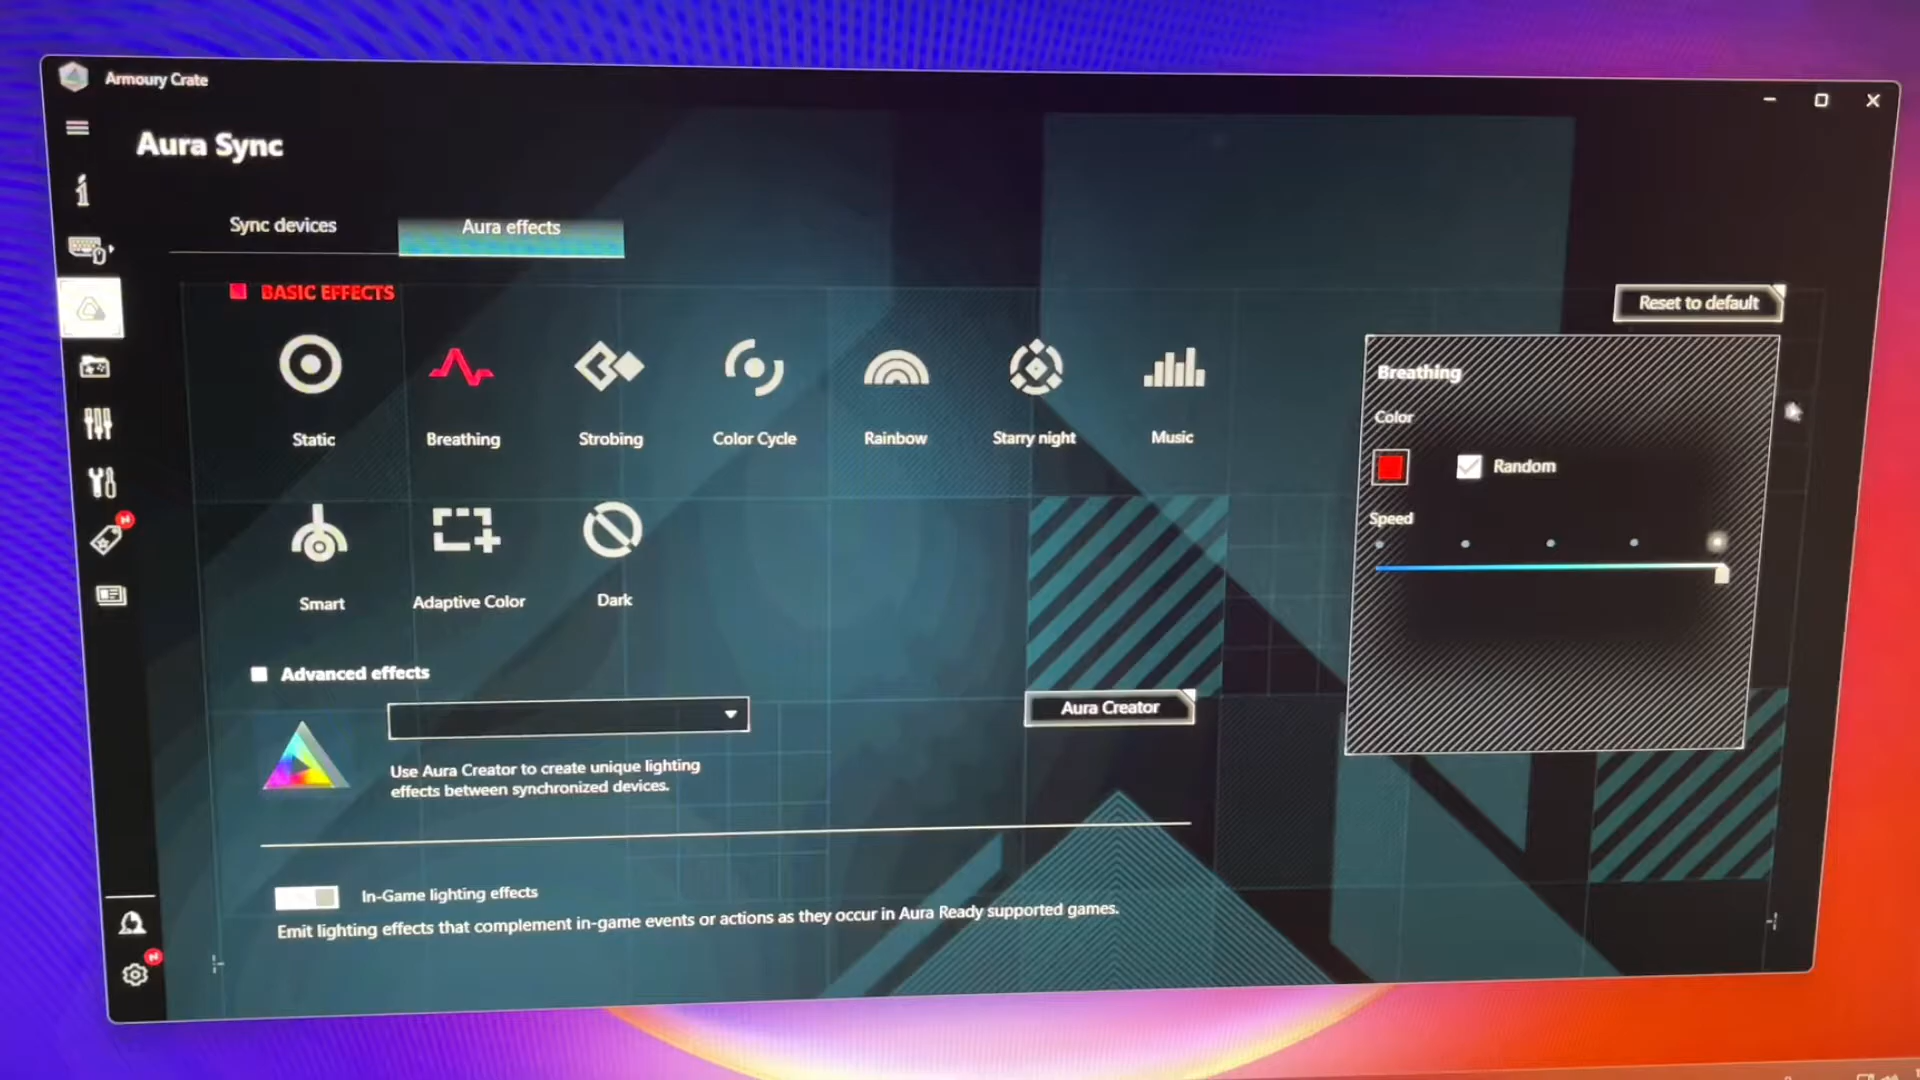 Armoury Crate
Aura Sync
Sync devices
Aura effects
BASIC EFFECTS
Reset to default
Static
Breathing
Strobing
Color Cycle
Rainbow
Starry night
Music
Breathing
Color
Random
Speed
Smart
Adaptive Color
Dark
Advanced effects
Aura Creator
Use Aura Creator to create unique lighting
effects between synchronized devices.
In-Game lighting effects
Emit lighting effects that complement in-game events or actions as they occur in Aura Ready supported games.